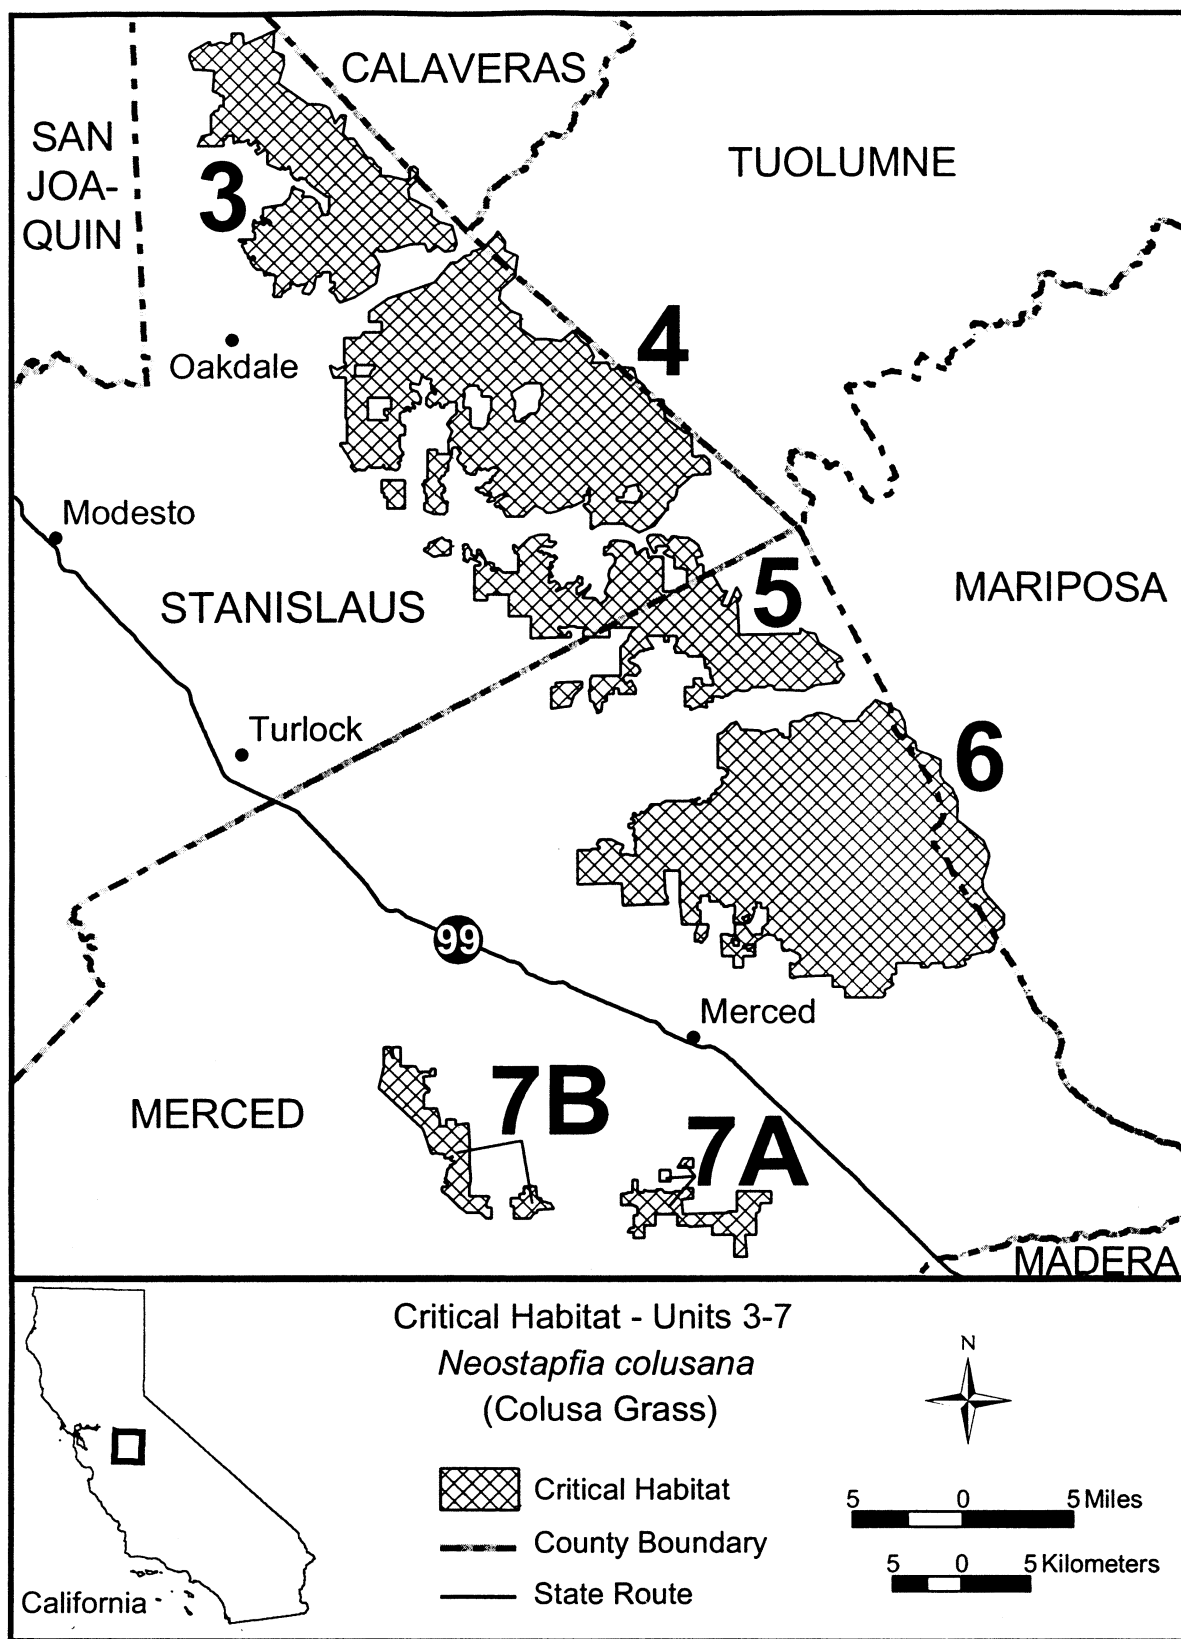 CALAVERAS
SAN
JOA-
QUIN
TUOLUMNE
3
4
Oakdale
Modesto
STANISLAUS
5
MARIPOSA
Turlock
6
99
Merced
MERCED
7B
7A
MADERA
Critical Habitat - Units 3-7
Neostapfia colusana
(Colusa Grass)
N
Critical Habitat
County Boundary
State Route
5 0 5 Miles
5 0 5 Kilometers
California